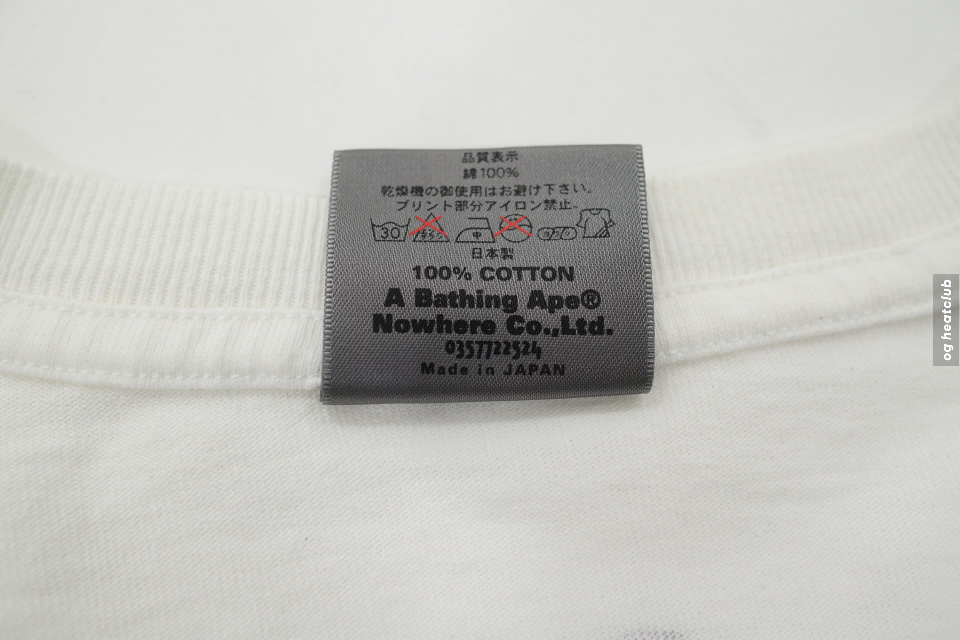 品質表示
綿100%
乾燥機の御使用はお避け下さい。
プリント部分アイロン禁止。
30 中
日本製
100% COTTON
A Bathing Ape®
Nowhere Co.,Ltd.
0357722524
Made in JAPAN
og heatclub